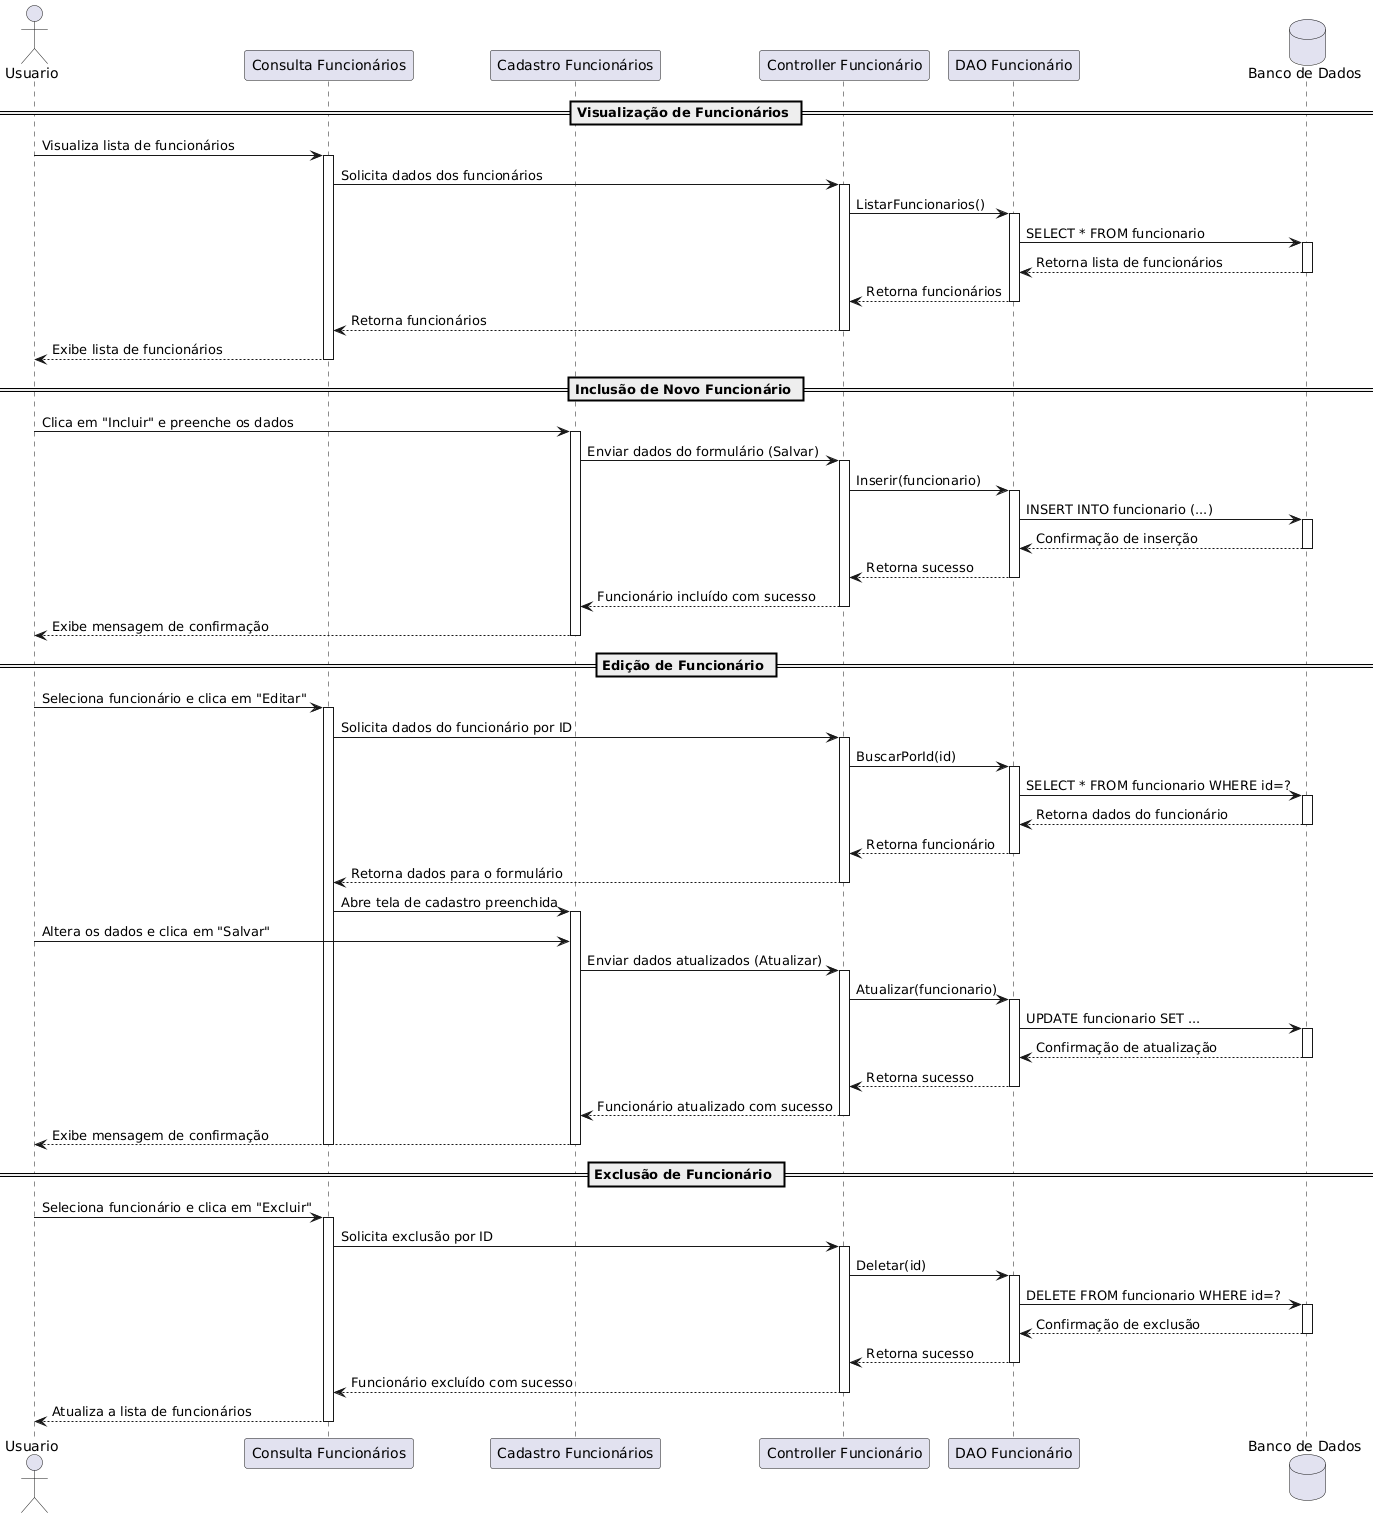 Usuario
Consulta Funcionários
Cadastro Funcionários
Controller Funcionário
DAO Funcionário
Banco de Dados
Visualização de Funcionários
Visualiza lista de funcionários
Solicita dados dos funcionários
ListarFuncionarios()
SELECT * FROM funcionario
Retorna lista de funcionários
Retorna funcionários
Retorna funcionários
Exibe lista de funcionários
Inclusão de Novo Funcionário
Clica em "Incluir" e preenche os dados
Enviar dados do formulário (Salvar)
Inserir(funcionario)
INSERT INTO funcionario (...)
Confirmação de inserção
Retorna sucesso
Funcionário incluído com sucesso
Exibe mensagem de confirmação
Edição de Funcionário
Seleciona funcionário e clica em "Editar"
Solicita dados do funcionário por ID
BuscarPorId(id)
SELECT * FROM funcionario WHERE id=?
Retorna dados do funcionário
Retorna funcionário
Retorna dados para o formulário
Abre tela de cadastro preenchida
Altera os dados e clica em "Salvar"
Enviar dados atualizados (Atualizar)
Atualizar(funcionario)
UPDATE funcionario SET ...
Confirmação de atualização
Retorna sucesso
Funcionário atualizado com sucesso
Exibe mensagem de confirmação
Exclusão de Funcionário
Seleciona funcionário e clica em "Excluir"
Solicita exclusão por ID
Deletar(id)
DELETE FROM funcionario WHERE id=?
Confirmação de exclusão
Retorna sucesso
Funcionário excluído com sucesso
Atualiza a lista de funcionários
Usuario
Consulta Funcionários
Cadastro Funcionários
Controller Funcionário
DAO Funcionário
Banco de Dados